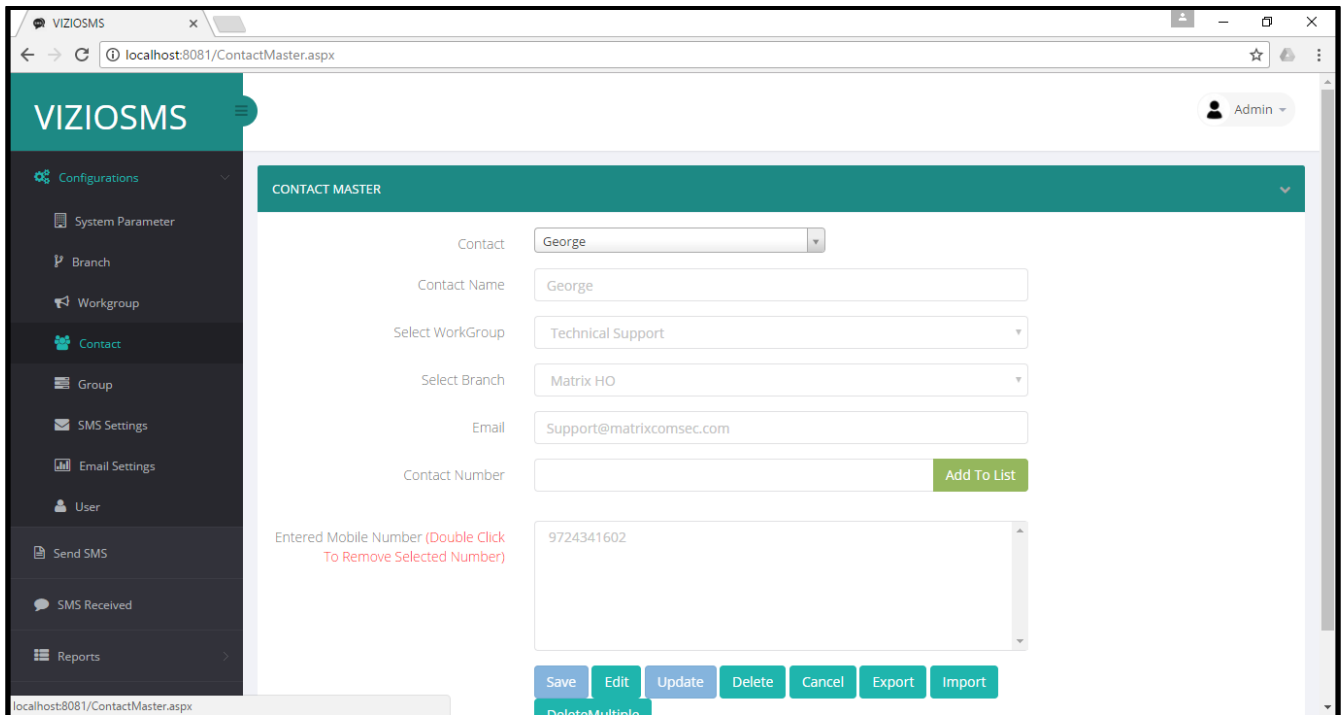 VIZIOSMS
localhost:8081/ContactMaster.aspx
VIZIOSMS
Admin
Configurations
System Parameter
Branch
Workgroup
Contact
Group
SMS Settings
Email Settings
User
Send SMS
SMS Received
Reports
CONTACT MASTER
Contact George
Contact Name George
Select WorkGroup Technical Support
Select Branch Matrix HO
Email Support@matrixcomsec.com
Contact Number Add To List
Entered Mobile Number (Double Click 9724341602
To Remove Selected Number)
Save Edit Update Delete Cancel Export Import
DeleteMultiple
localhost:8081/ContactMaster.aspx